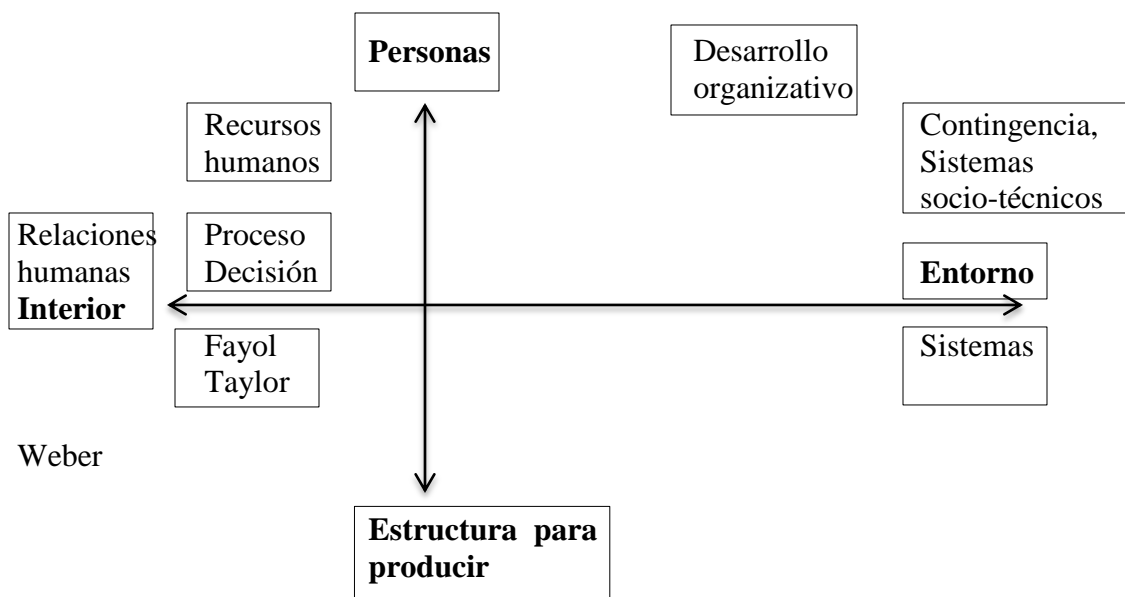 Personas
Desarrollo
organizativo
Recursos
humanos
Contingencia,
Sistemas
socio-técnicos
Relaciones
humanas
Interior
Proceso
Decisión
Entorno
Fayol
Taylor
Sistemas
Weber
Estructura para
producir